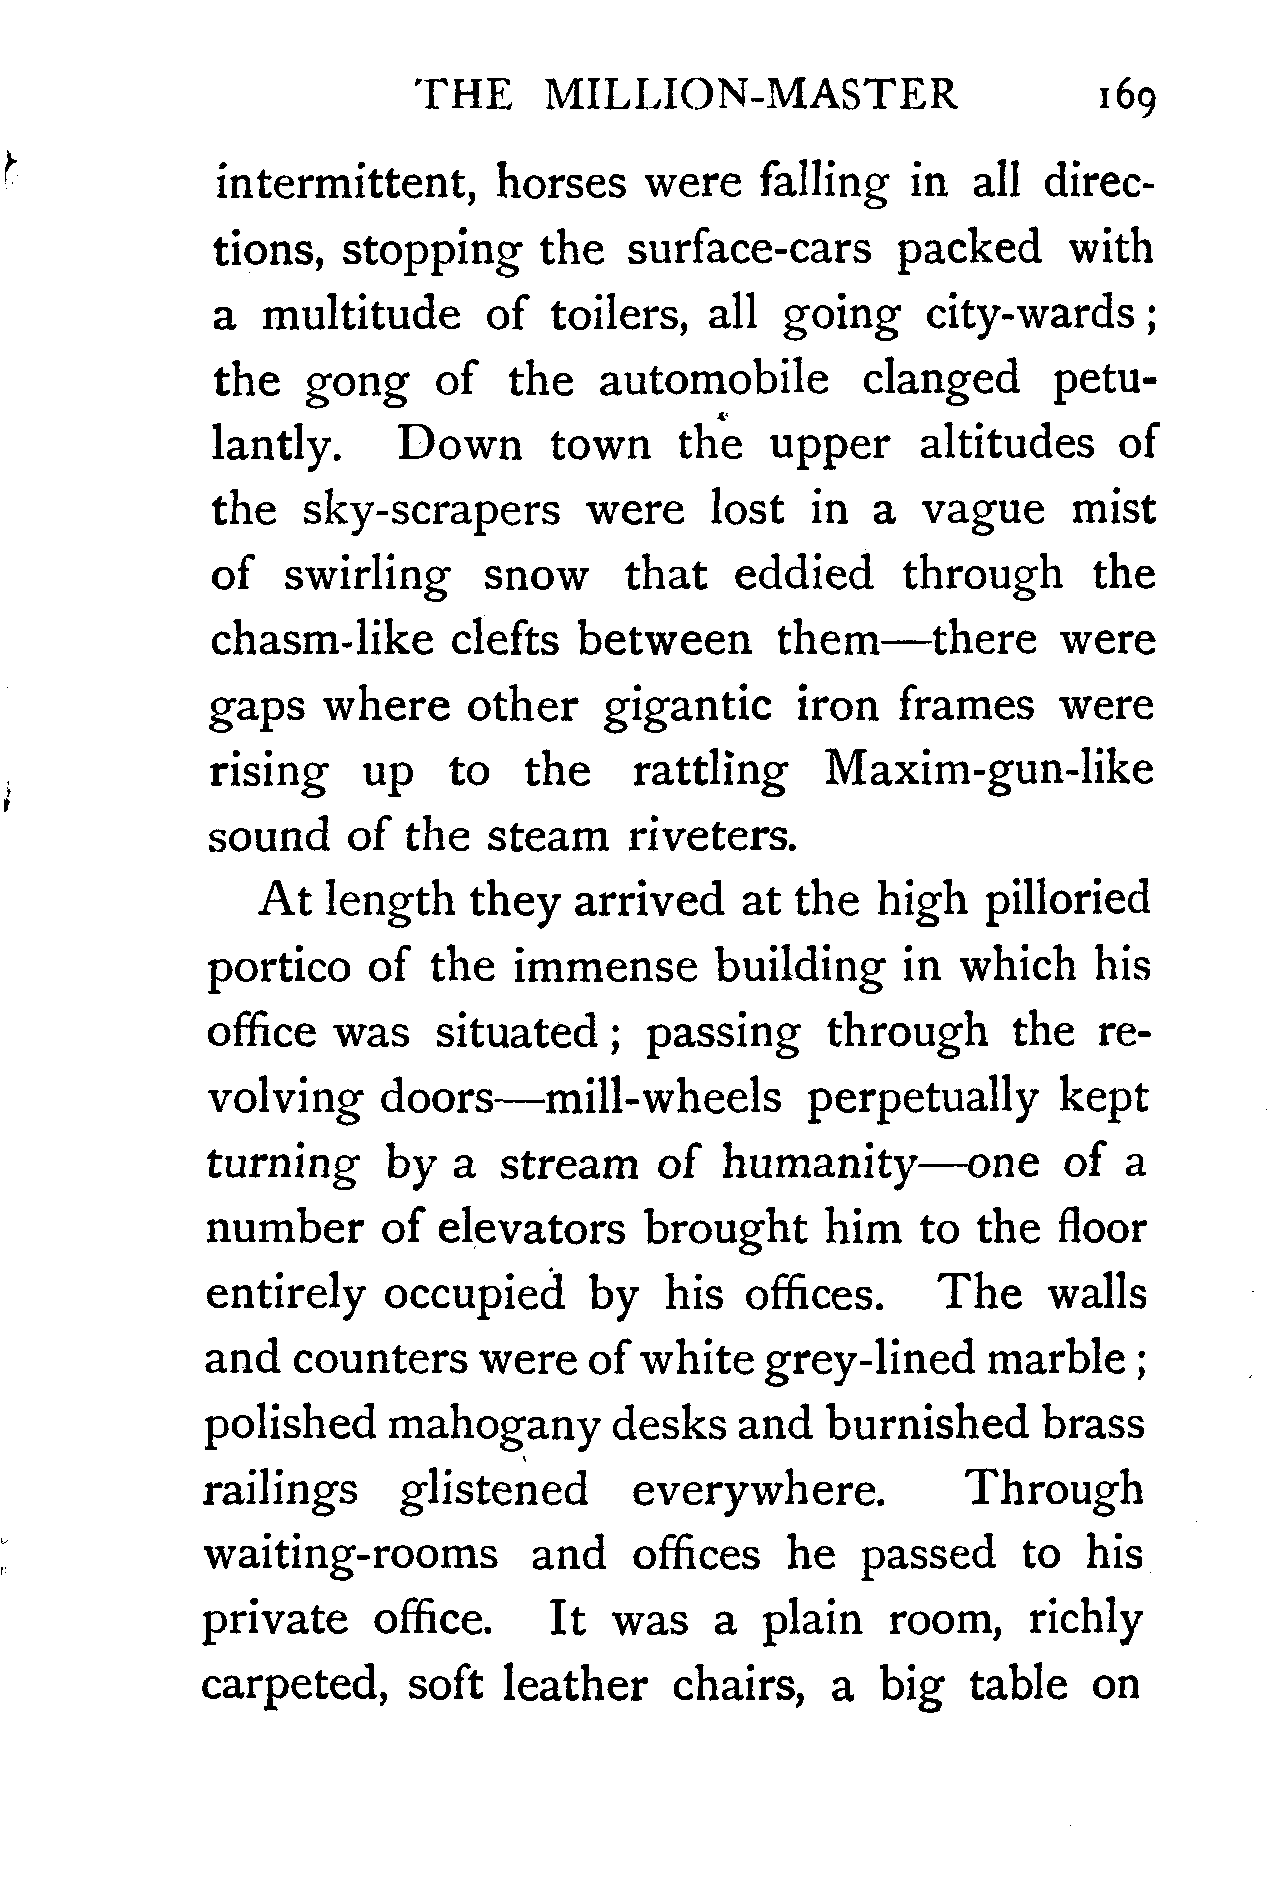 THE MILLION-MASTER 169
intermittent, horses were falling in all direc-
tions, stopping the surface-cars packed with
a multitude of toilers, all going city-wards ;
the gong of the automobile clanged petu-
lantly. Down town the upper altitudes of
the sky-scrapers were lost in a vague mist
of swirling snow that eddied through the
chasm-like clefts between them—there were
gaps where other gigantic iron frames were
rising up to the rattling Maxim-gun-like
sound of the steam riveters.
At length they arrived at the high pilloried
portico of the immense building in which his
office was situated ; passing through the re-
volving doors—mill-wheels perpetually kept
turning by a stream of humanity—one of a
number of elevators brought him to the floor
entirely occupied by his offices. The walls
and counters were of white grey-lined marble ;
polished mahogany desks and burnished brass
railings glistened everywhere. Through
waiting-rooms and offices he passed to his
private office. It was a plain room, richly
carpeted, soft leather chairs, a big table on